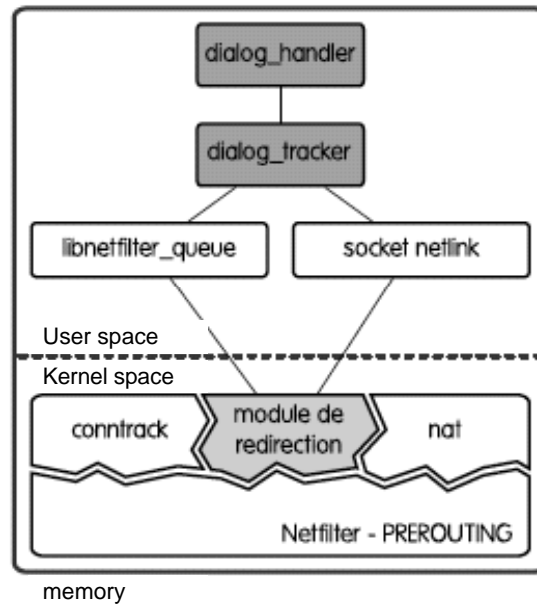 dialog_handler
dialog_tracker
libnetfilter_queue
socket netlink
User space
Kernel space
conntrack
module de
redirection
nat
Netfilter - PREROUTING
memory